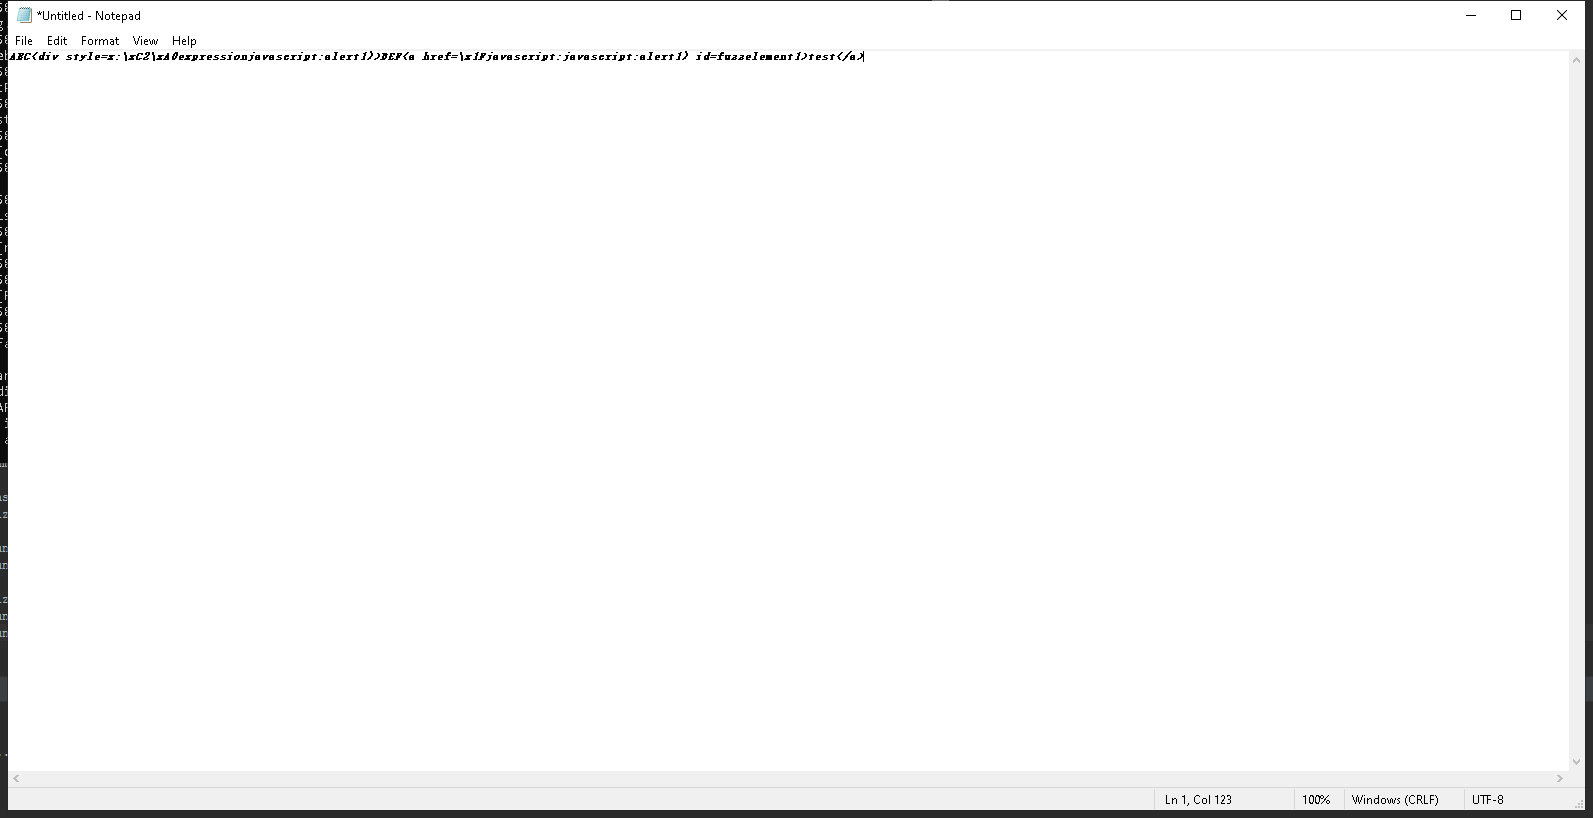 *Untitled - Notepad
File Edit Format View Help
ABC(div style=x:\xC2\xA0expressionjavascript:alert1))DEF(a href=\x1Fjavascript:javascript:alert1) id=fuzzelement1)test(/a)
Ln 1, Col 123 100% Windows (CRLF) UTF-8